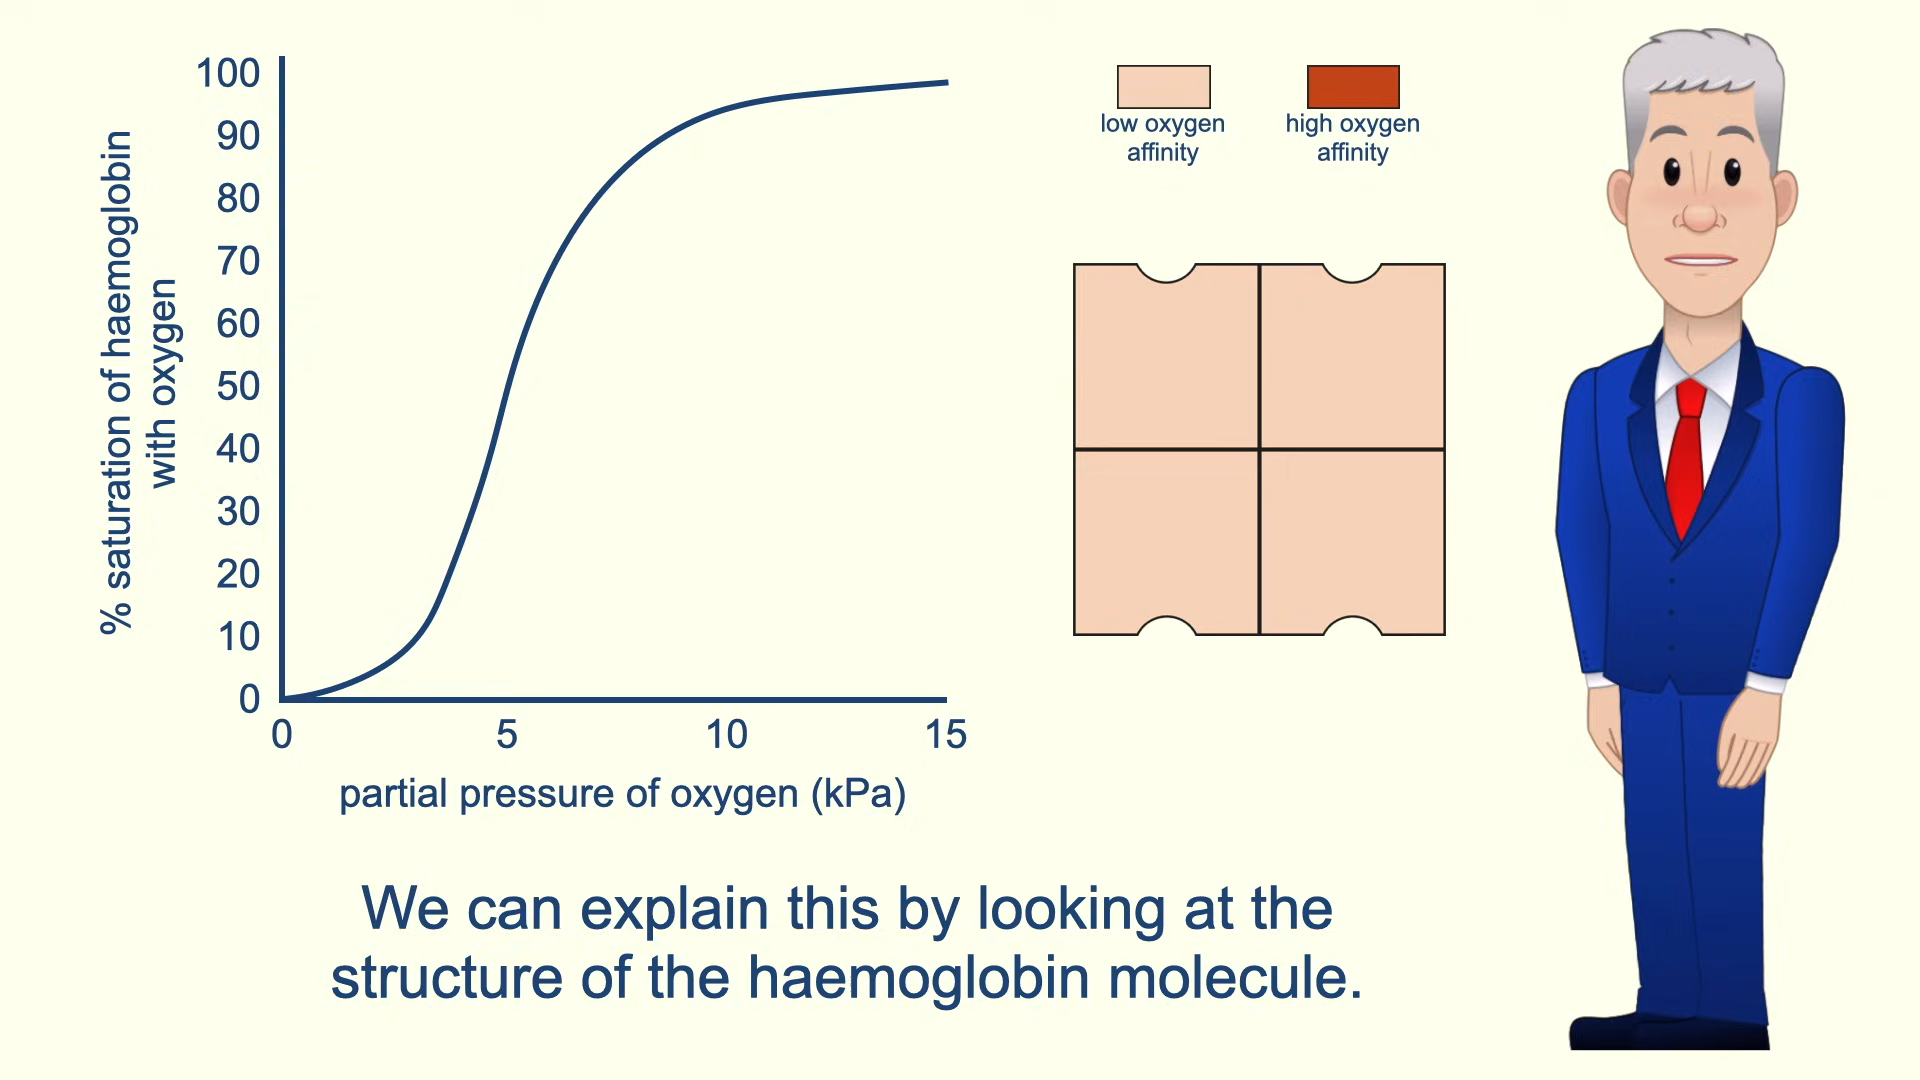 % saturation of haemoglobin
with oxygen
100
90
80
70
60
50
40
30
20
10
0
0 5 10 15
partial pressure of oxygen (kPa)
low oxygen
affinity
high oxygen
affinity
We can explain this by looking at the
structure of the haemoglobin molecule.